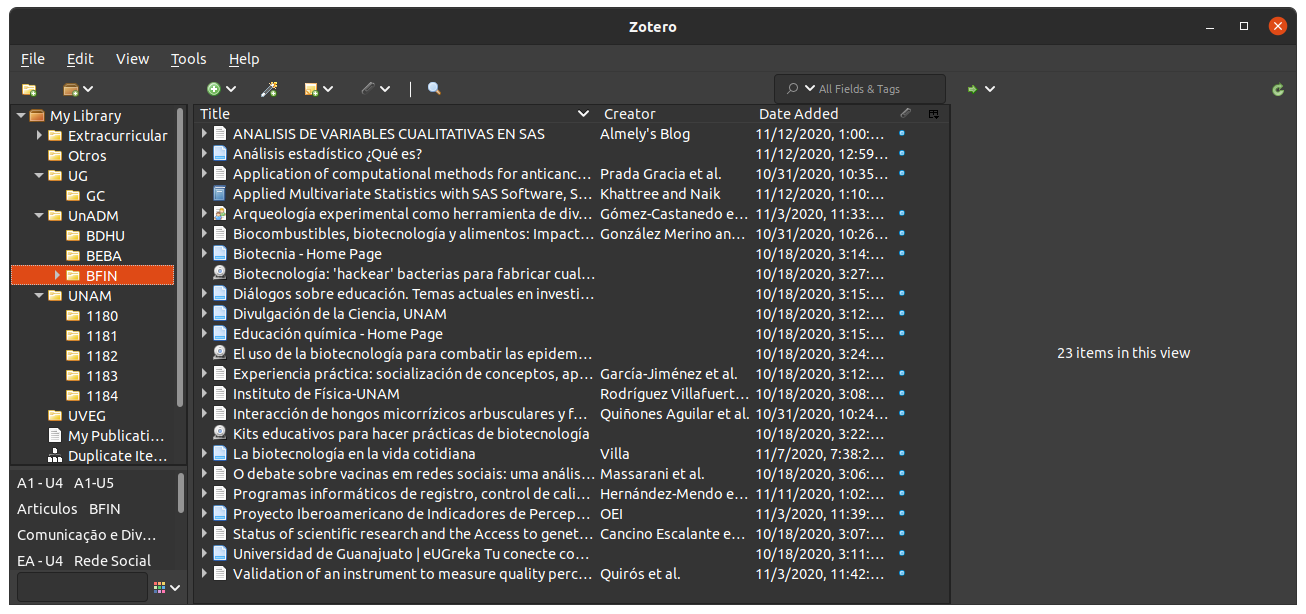 Zotero
File Edit View Tools Help
All Fields & Tags
My Library
Extracurricular
Otros
UG
GC
UnADM
BDHU
BEBA
BFIN
UNAM
1180
1181
1182
1183
1184
UVEG
My Publicati...
Duplicate Ite...
A1 - U4 A1-U5
Articulos BFIN
Comunicação e Div...
EA - U4 Rede Social
Title Creator Date Added
ANALISIS DE VARIABLES CUALITATIVAS EN SAS Almely's Blog 11/12/2020, 1:00:...
Análisis estadístico ¿Qué es? 11/12/2020, 12:59...
Application of computational methods for anticanc... Prada Gracia et al. 10/31/2020, 10:35...
Applied Multivariate Statistics with SAS Software, S... Khattree and Naik 11/12/2020, 1:10:...
Arqueología experimental como herramienta de div... Gómez-Castanedo e... 11/3/2020, 11:33:...
Biocombustibles, biotecnología y alimentos: Impact... González Merino an... 10/31/2020, 10:26...
Biotecnia - Home Page 10/18/2020, 3:14:...
Biotecnología: 'hackear' bacterias para fabricar cual... 10/18/2020, 3:27:...
Diálogos sobre educación. Temas actuales en investi... 10/18/2020, 3:15:...
Divulgación de la Ciencia, UNAM 10/18/2020, 3:12:...
Educación química - Home Page 10/18/2020, 3:15:...
El uso de la biotecnología para combatir las epidem... 10/18/2020, 3:24:...
Experiencia práctica: socialización de conceptos, ap... García-Jiménez et al. 10/18/2020, 3:12:...
Instituto de Física-UNAM Rodríguez Villafuert... 10/18/2020, 3:08:...
Interacción de hongos micorrízicos arbusculares y f... Quiñones Aguilar et al. 10/31/2020, 10:24...
Kits educativos para hacer prácticas de biotecnología 10/18/2020, 3:22:...
La biotecnología en la vida cotidiana Villa 11/7/2020, 7:38:2...
O debate sobre vacinas em redes sociais: uma anális... Massarani et al. 10/18/2020, 3:06:...
Programas informáticos de registro, control de cali... Hernández-Mendo e... 11/11/2020, 1:02:...
Proyecto Iberoamericano de Indicadores de Percep... OEI 11/3/2020, 11:39:...
Status of scientific research and the Access to genet... Cancino Escalante e... 10/18/2020, 3:07:...
Universidad de Guanajuato | eUGreka Tu conecte co... 10/18/2020, 3:11:...
Validation of an instrument to measure quality perc... Quirós et al. 11/3/2020, 11:42:...
23 items in this view